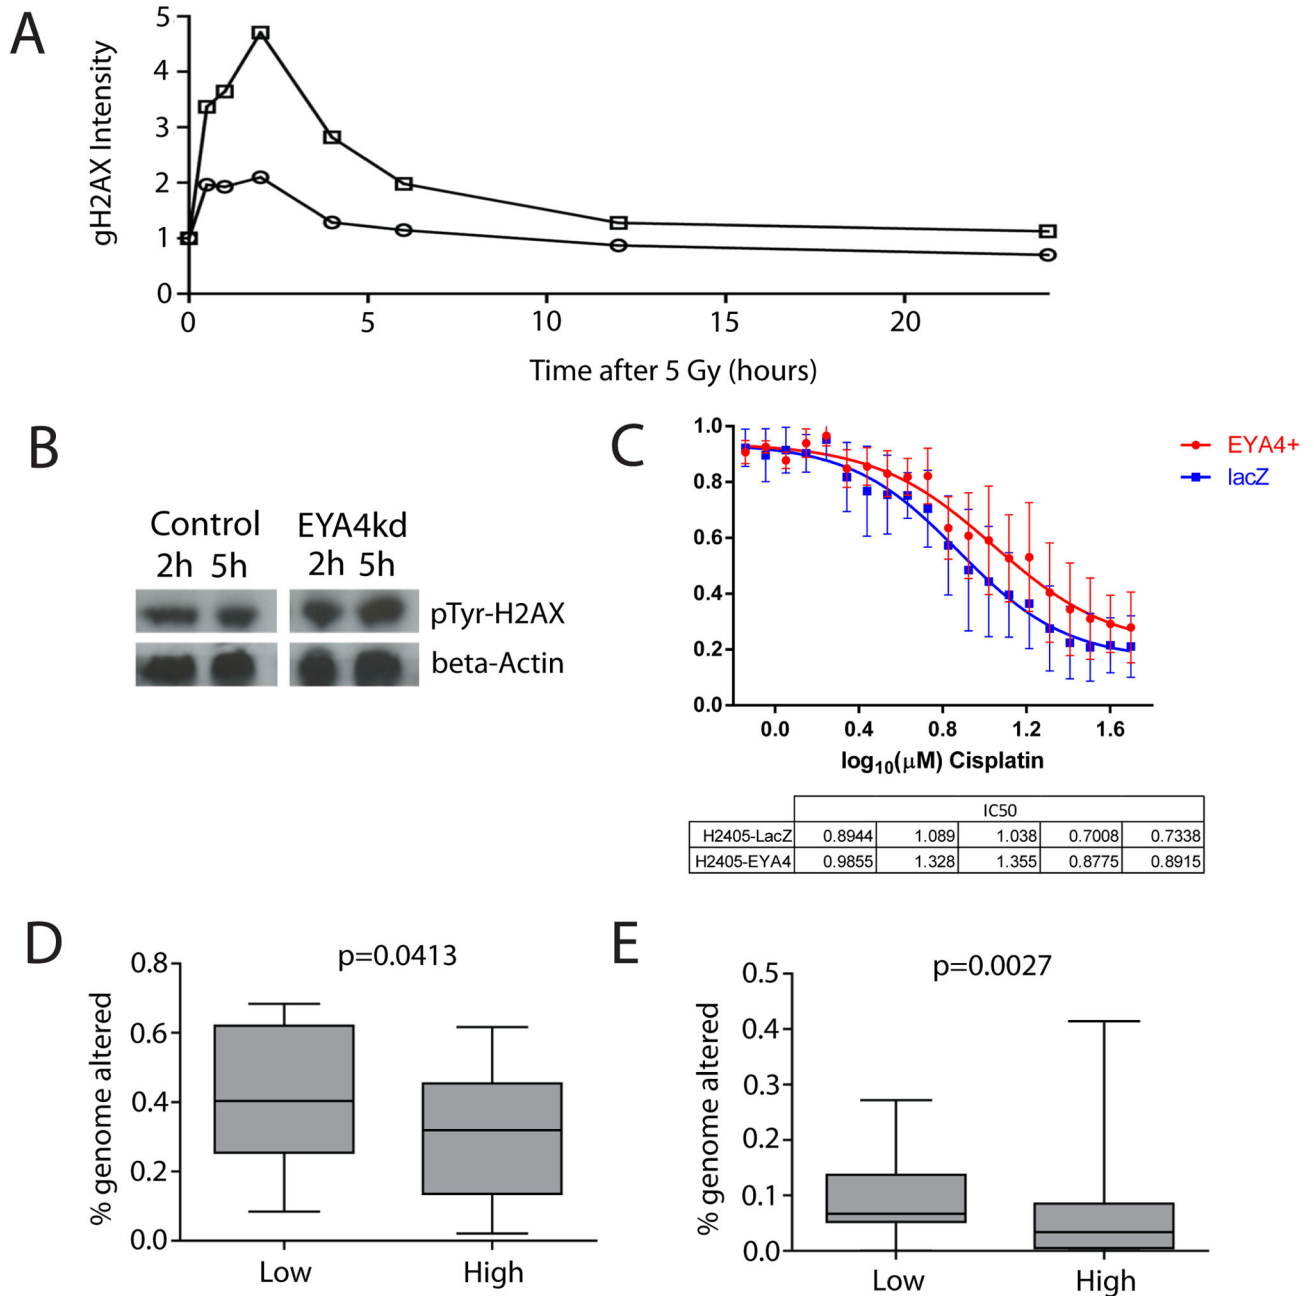 A
gH2AX Intensity
5
4
3
2
1
0
0 5 10 15 20
Time after 5 Gy (hours)
B
Control EYA4kd
2h 5h 2h 5h
pTyr-H2AX
beta-Actin
C
1.0
0.8
0.6
0.4
0.2
0.0
0.0 0.4 0.8 1.2 1.6
log10(μM) Cisplatin
EYA4+
lacZ
IC50
H2405-LacZ 0.8944 1.089 1.038 0.7008 0.7338
H2405-EYA4 0.9855 1.328 1.355 0.8775 0.8915
D
p=0.0413
% genome altered
0.8
0.6
0.4
0.2
0.0
Low High
E
p=0.0027
% genome altered
0.5
0.4
0.3
0.2
0.1
0.0
Low High